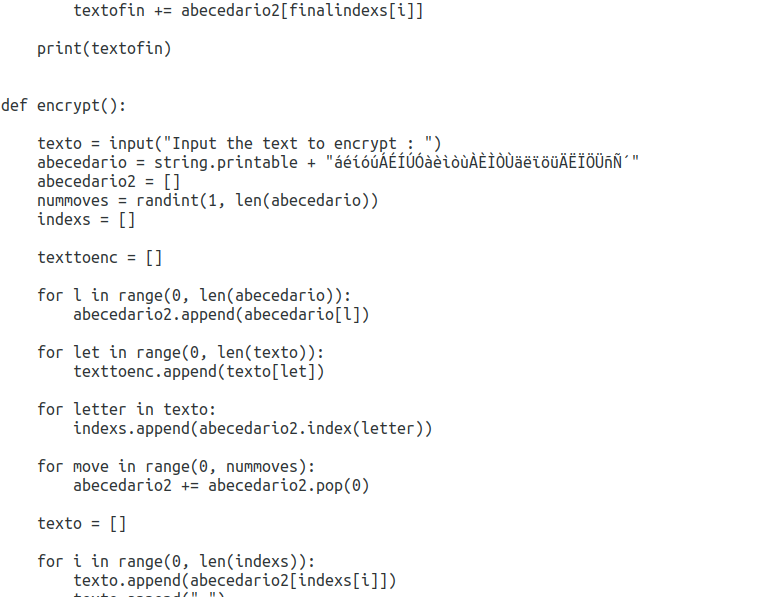 textofin += abecedario2[finalindexs[i]]
print(textofin)
def encrypt():
texto = input("Input the text to encrypt : ")
abecedario = string.printable + "áéíóúÁÉÍÚÓàèìòùÀÈÌÒÙäëïöüÄËÏÖÜñÑ´"
abecedario2 = []
nummoves = randint(1, len(abecedario))
indexs = []
texttoenc = []
for l in range(0, len(abecedario)):
abecedario2.append(abecedario[l])
for let in range(0, len(texto)):
texttoenc.append(texto[let])
for letter in texto:
indexs.append(abecedario2.index(letter))
for move in range(0, nummoves):
abecedario2 += abecedario2.pop(0)
texto = []
for i in range(0, len(indexs)):
texto.append(abecedario2[indexs[i]])